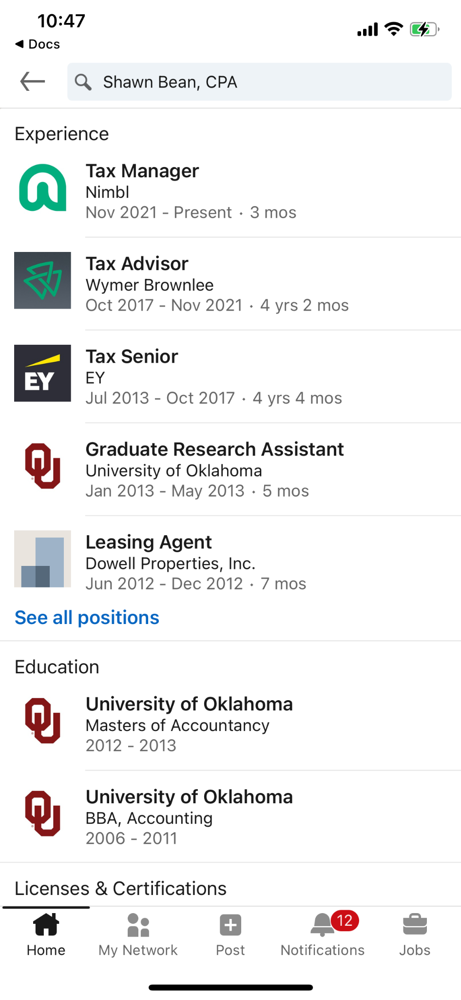 10:47
◀ Docs
Shawn Bean, CPA
Experience
Tax Manager
Nimbl
Nov 2021 - Present · 3 mos
Tax Advisor
Wymer Brownlee
Oct 2017 - Nov 2021 · 4 yrs 2 mos
EY
Tax Senior
EY
Jul 2013 - Oct 2017 · 4 yrs 4 mos
OU
Graduate Research Assistant
University of Oklahoma
Jan 2013 - May 2013 · 5 mos
Leasing Agent
Dowell Properties, Inc.
Jun 2012 - Dec 2012 · 7 mos
See all positions
Education
OU
University of Oklahoma
Masters of Accountancy
2012 - 2013
OU
University of Oklahoma
BBA, Accounting
2006 - 2011
Licenses & Certifications
12
Home My Network Post Notifications Jobs